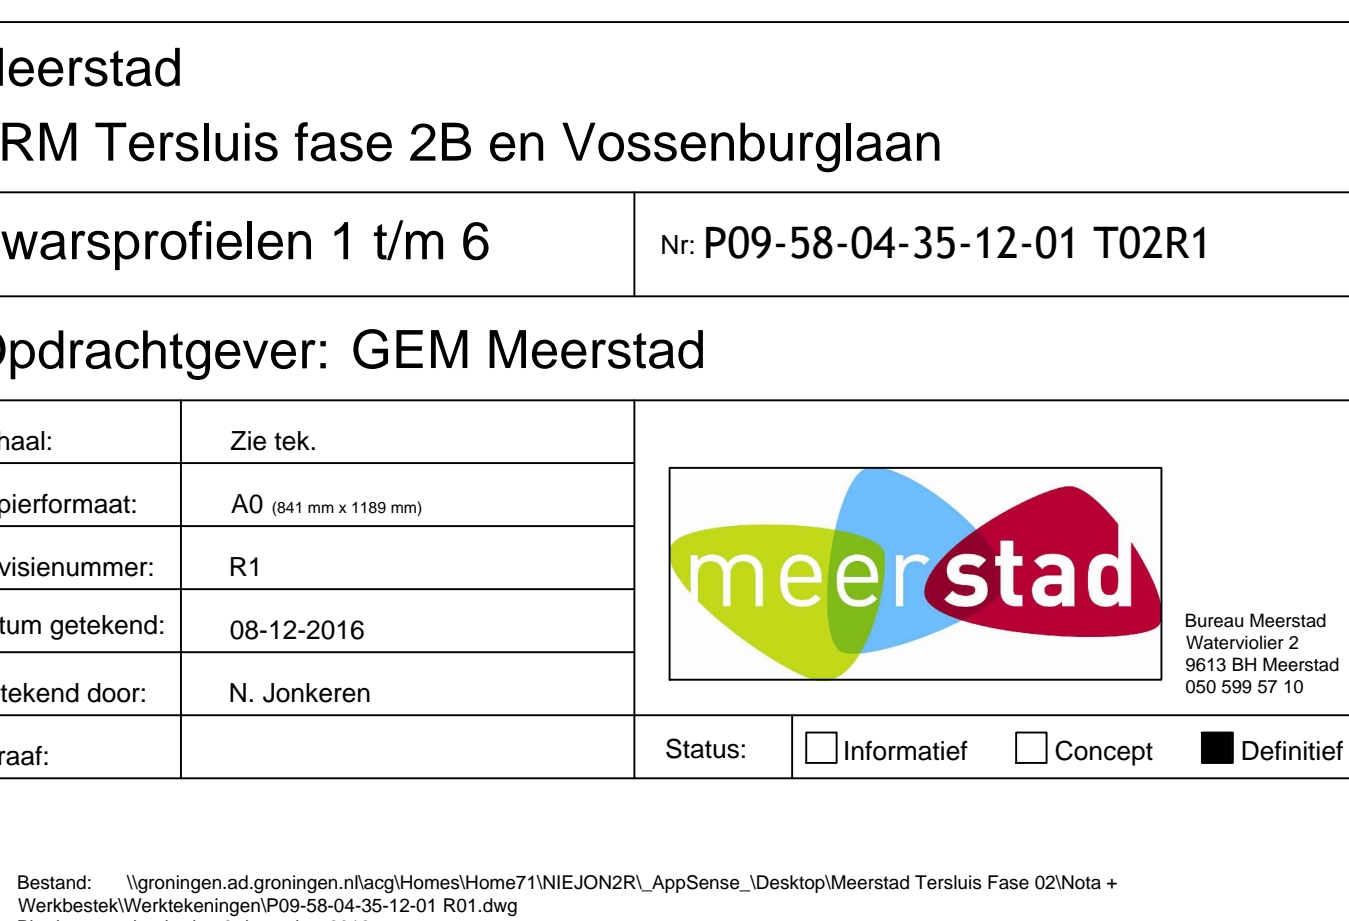 eerstad
RM Tersluis fase 2B en Vossenburglaan
warsprofielen 1 t/m 6
Nr: P09-58-04-35-12-01 T02R1
Opdrachtgever: GEM Meerstad
haal: Zie tek.
pierformaat: A0 (841 mm x 1189 mm)
visienummer: R1
tum getekend: 08-12-2016
tekend door: N. Jonkeren
raaf:
meerstad
Bureau Meerstad
Waterviolier 2
9613 BH Meerstad
050 599 57 10
Status: Informatief Concept Definitief
Bestand: \\groningen.ad.groningen.nl\acg\Homes\Home71\NIEJON2R\_AppSense_\Desktop\Meerstad Tersluis Fase 02\Nota +
Werkbestek\Werktekeningen\P09-58-04-35-12-01 R01.dwg